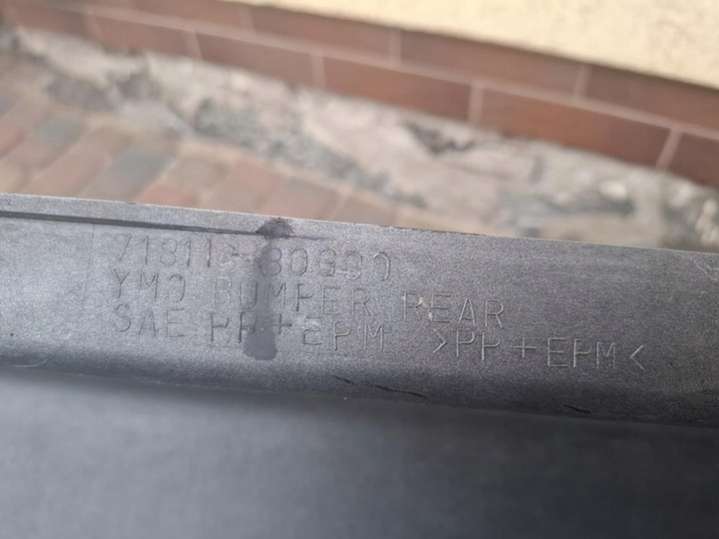 71811-80G00
YM0 BUMPER REAR
SAE PP+EPM >PP+EPM<